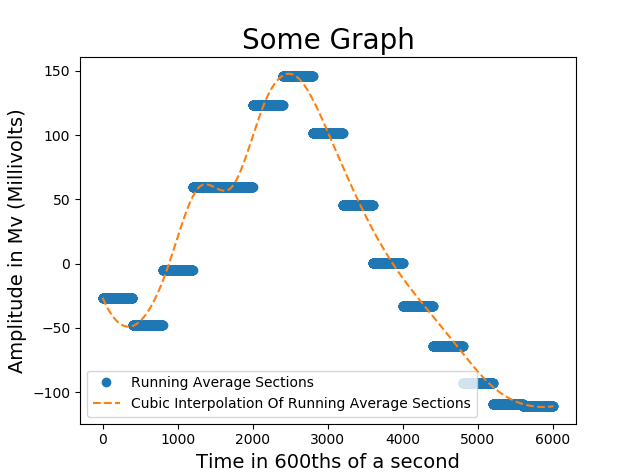 Some Graph
Amplitude in Mv (Millivolts)
150
100
50
0
−50
−100
Running Average Sections
Cubic Interpolation Of Running Average Sections
0 1000 2000 3000 4000 5000 6000
Time in 600ths of a second